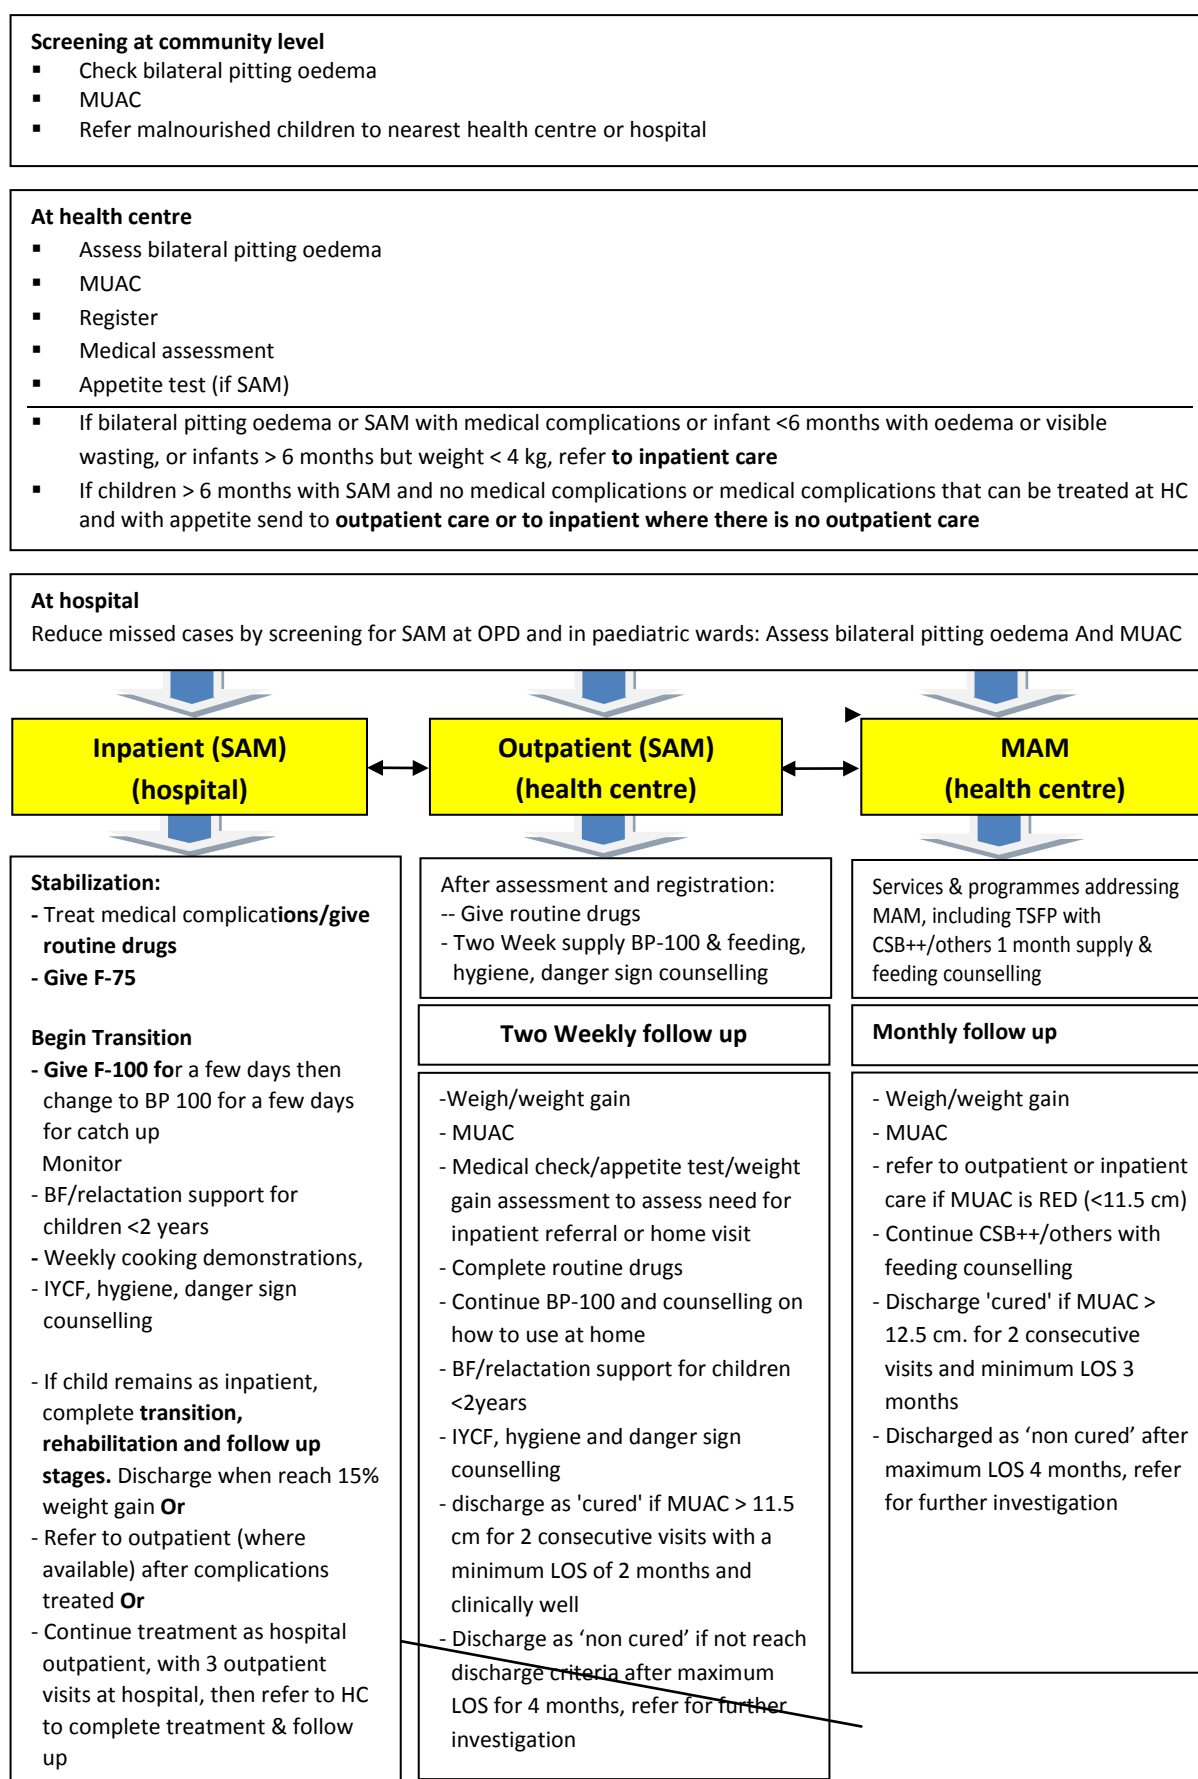 Screening at community level
▪ Check bilateral pitting oedema
▪ MUAC
▪ Refer malnourished children to nearest health centre or hospital
At health centre
▪ Assess bilateral pitting oedema
▪ MUAC
▪ Register
▪ Medical assessment
▪ Appetite test (if SAM)
▪ If bilateral pitting oedema or SAM with medical complications or infant <6 months with oedema or visible
wasting, or infants > 6 months but weight < 4 kg, refer to inpatient care
▪ If children > 6 months with SAM and no medical complications or medical complications that can be treated at HC
and with appetite send to outpatient care or to inpatient where there is no outpatient care
At hospital
Reduce missed cases by screening for SAM at OPD and in paediatric wards: Assess bilateral pitting oedema And MUAC
Inpatient (SAM)
(hospital)
Outpatient (SAM)
(health centre)
MAM
(health centre)
Stabilization:
- Treat medical complications/give
routine drugs
- Give F-75
Begin Transition
- Give F-100 for a few days then
change to BP 100 for a few days
for catch up
Monitor
- BF/relactation support for
children <2 years
- Weekly cooking demonstrations,
- IYCF, hygiene, danger sign
counselling
- If child remains as inpatient,
complete transition,
rehabilitation and follow up
stages. Discharge when reach 15%
weight gain Or
- Refer to outpatient (where
available) after complications
treated Or
- Continue treatment as hospital
outpatient, with 3 outpatient
visits at hospital, then refer to HC
to complete treatment & follow
up
After assessment and registration:
-- Give routine drugs
- Two Week supply BP-100 & feeding,
hygiene, danger sign counselling
Two Weekly follow up
-Weigh/weight gain
- MUAC
- Medical check/appetite test/weight
gain assessment to assess need for
inpatient referral or home visit
- Complete routine drugs
- Continue BP-100 and counselling on
how to use at home
- BF/relactation support for children
<2years
- IYCF, hygiene and danger sign
counselling
- discharge as 'cured' if MUAC > 11.5
cm for 2 consecutive visits with a
minimum LOS of 2 months and
clinically well
- Discharge as ‘non cured’ if not reach
discharge criteria after maximum
LOS for 4 months, refer for further
investigation
Services & programmes addressing
MAM, including TSFP with
CSB++/others 1 month supply &
feeding counselling
Monthly follow up
- Weigh/weight gain
- MUAC
- refer to outpatient or inpatient
care if MUAC is RED (<11.5 cm)
- Continue CSB++/others with
feeding counselling
- Discharge 'cured' if MUAC >
12.5 cm. for 2 consecutive
visits and minimum LOS 3
months
- Discharged as ‘non cured’ after
maximum LOS 4 months, refer
for further investigation